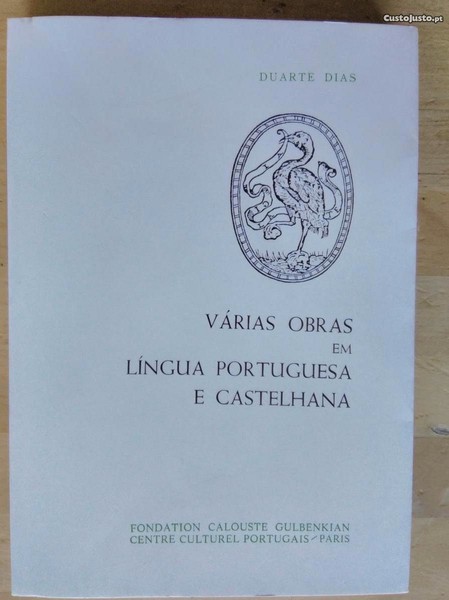 CustoJusto.pt
DUARTE DIAS
VÁRIAS OBRAS
EM
LÍNGUA PORTUGUESA
E CASTELHANA
FONDATION CALOUSTE GULBENKIAN
CENTRE CULTUREL PORTUGAIS-PARIS